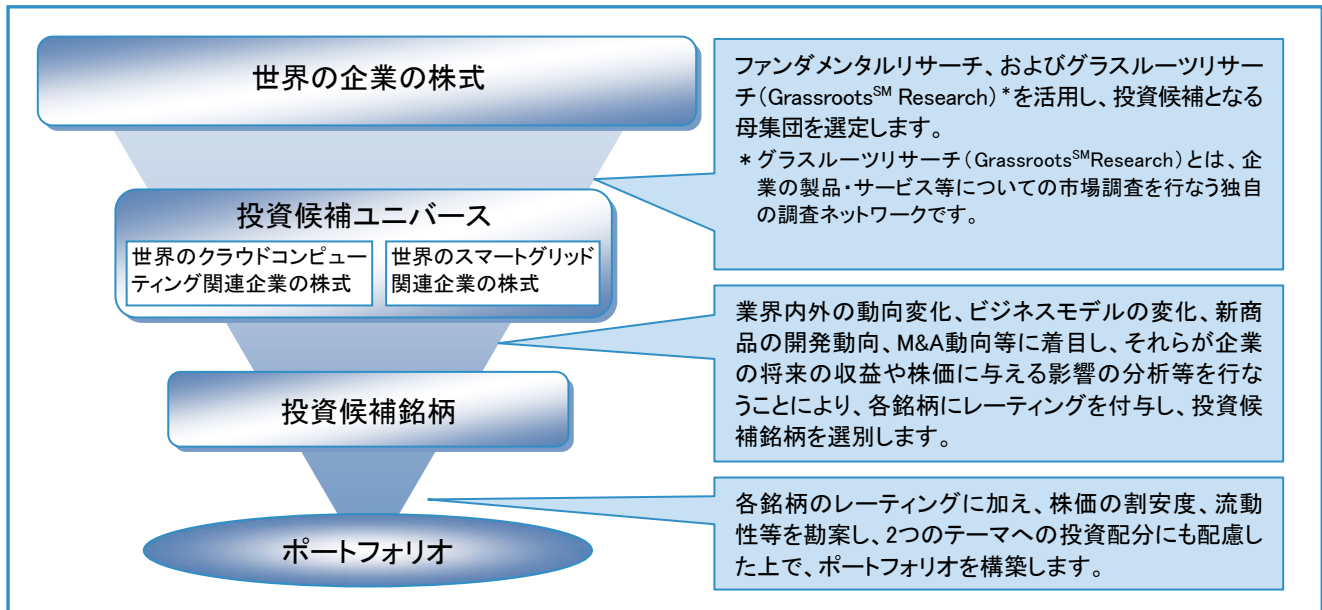 世界の企業の株式
ファンダメンタルリサーチ、およびグラスルーツリサー
チ(Grassroots℠ Research)*を活用し、投資候補となる
母集団を選定します。
* グラスルーツリサーチ(Grassroots℠Research)とは、企
業の製品・サービス等についての市場調査を行なう独自
の調査ネットワークです。
投資候補ユニバース
世界のクラウドコンピュー
ティング関連企業の株式
世界のスマートグリッド
関連企業の株式
業界内外の動向変化、ビジネスモデルの変化、新商
品の開発動向、M&A動向等に着目し、それらが企業
の将来の収益や株価に与える影響の分析等を行な
うことにより、各銘柄にレーティングを付与し、投資候
補銘柄を選別します。
投資候補銘柄
各銘柄のレーティングに加え、株価の割安度、流動
性等を勘案し、2つのテーマへの投資配分にも配慮し
た上で、ポートフォリオを構築します。
ポートフォリオ